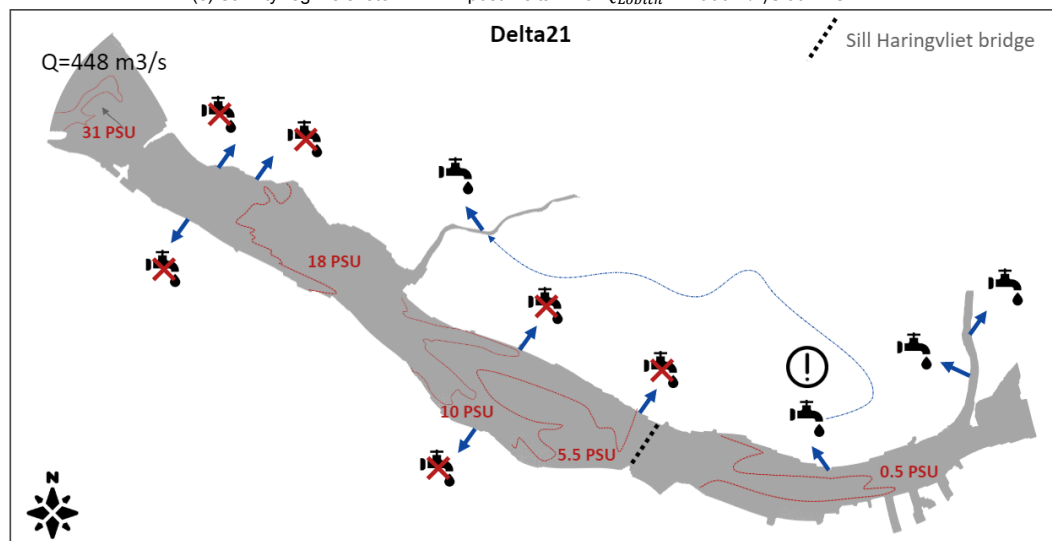 Delta21
Sill Haringvliet bridge
Q=448 m3/s
31 PSU
18 PSU
10 PSU
5.5 PSU
0.5 PSU
N